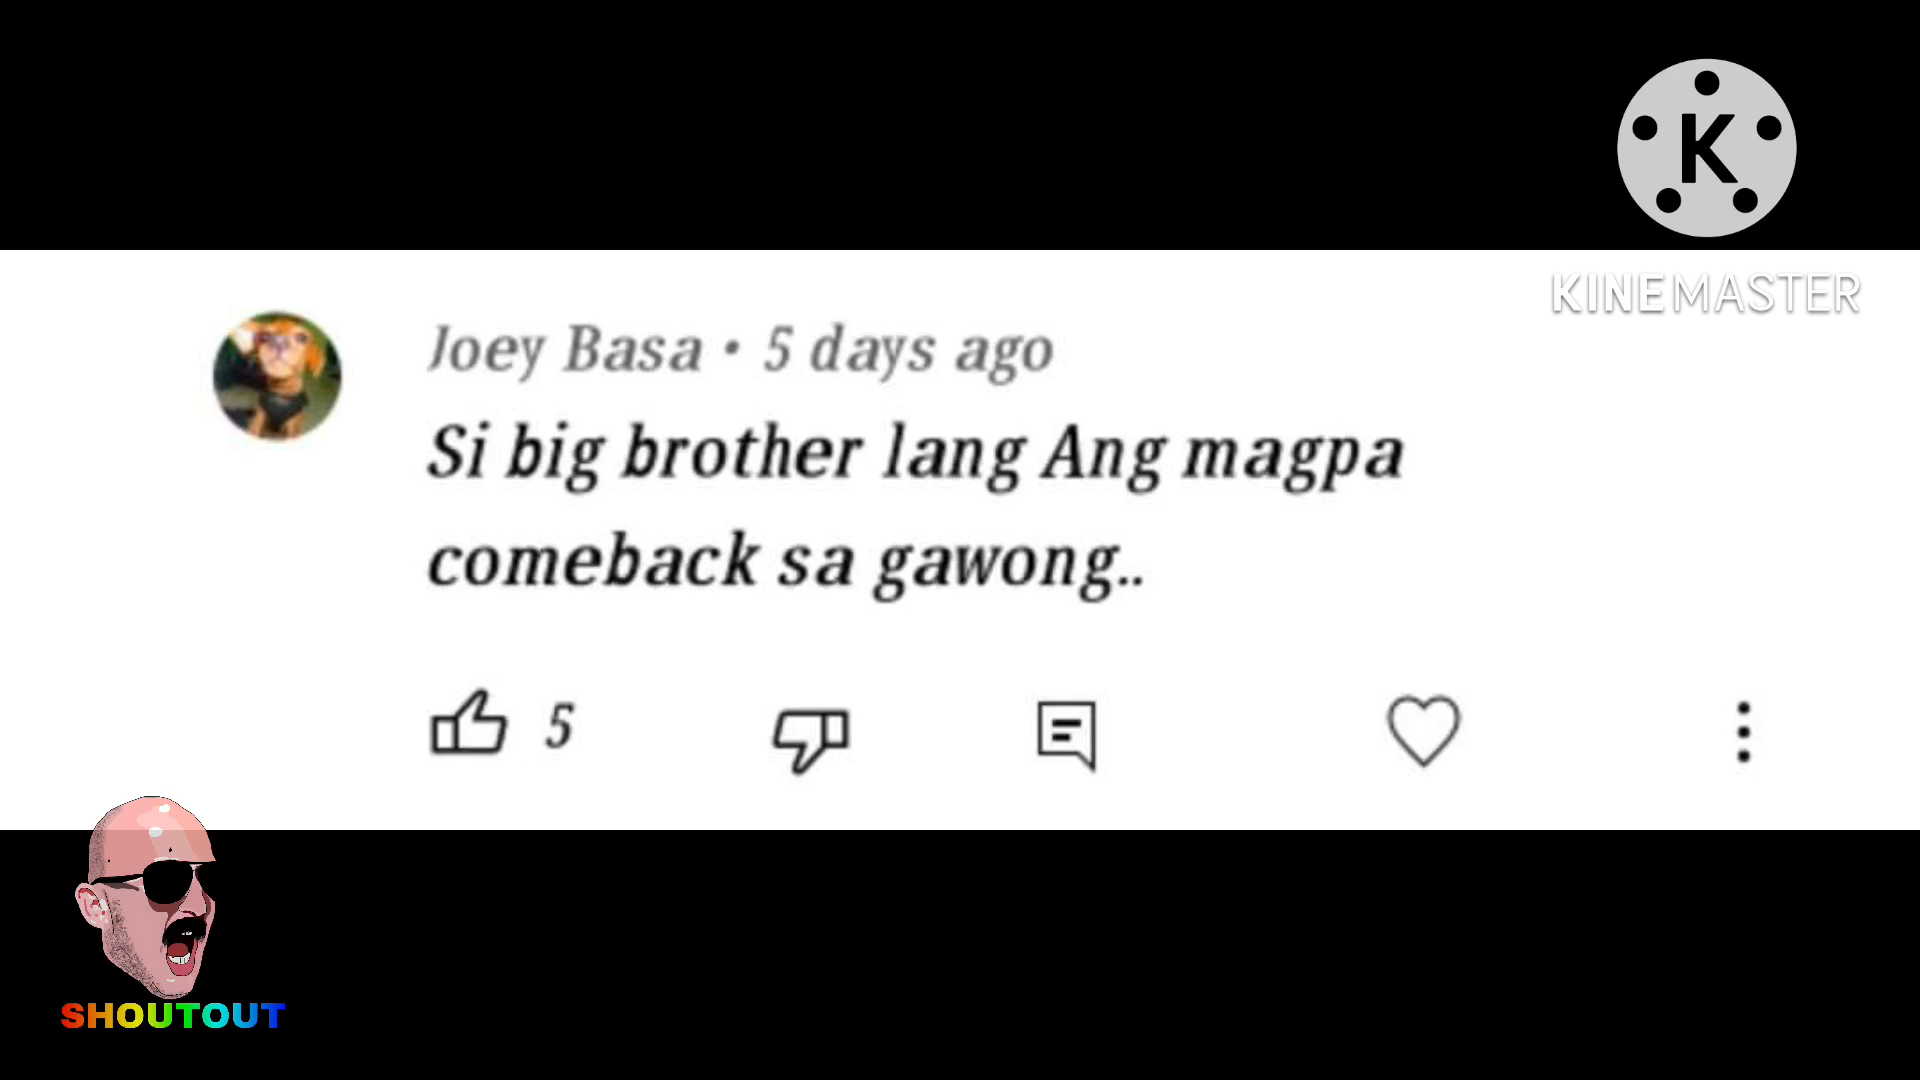 K
KINEMASTER
Joey Basa • 5 days ago
Si big brother lang Ang magpa
comeback sa gawong..
5
SHOUTOUT